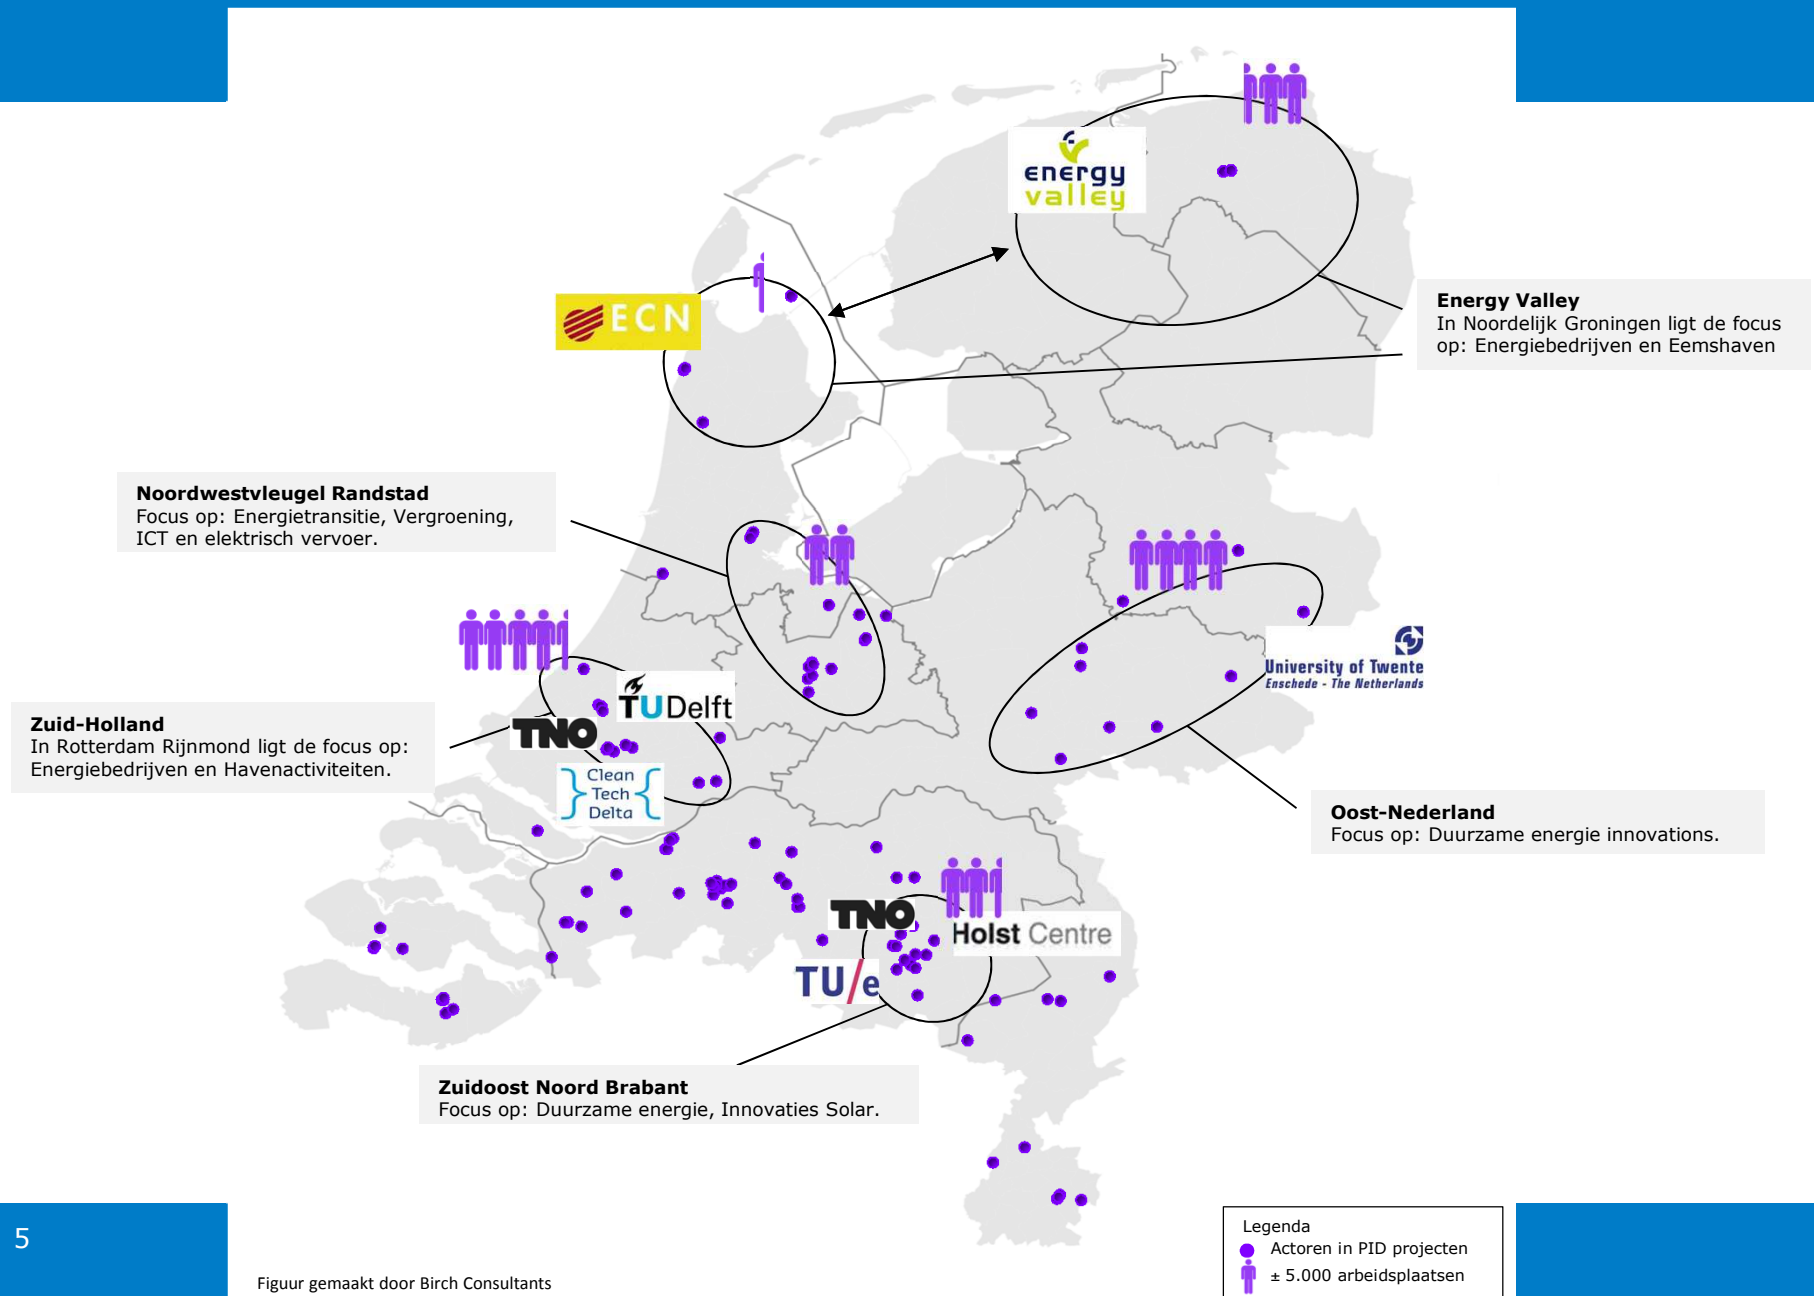 energy
valley
ECN
Energy Valley
In Noordelijk Groningen ligt de focus
op: Energiebedrijven en Eemshaven
Noordwestvleugel Randstad
Focus op: Energietransitie, Vergroening,
ICT en elektrisch vervoer.
University of Twente
Enschede - The Netherlands
TU Delft
TNO
Zuid-Holland
In Rotterdam Rijnmond ligt de focus op:
Energiebedrijven en Havenactiviteiten.
Clean
Tech
Delta
Oost-Nederland
Focus op: Duurzame energie innovations.
TNO
Holst Centre
TU/e
Zuidoost Noord Brabant
Focus op: Duurzame energie, Innovaties Solar.
5
Legenda
Actoren in PID projecten
± 5.000 arbeidsplaatsen
Figuur gemaakt door Birch Consultants